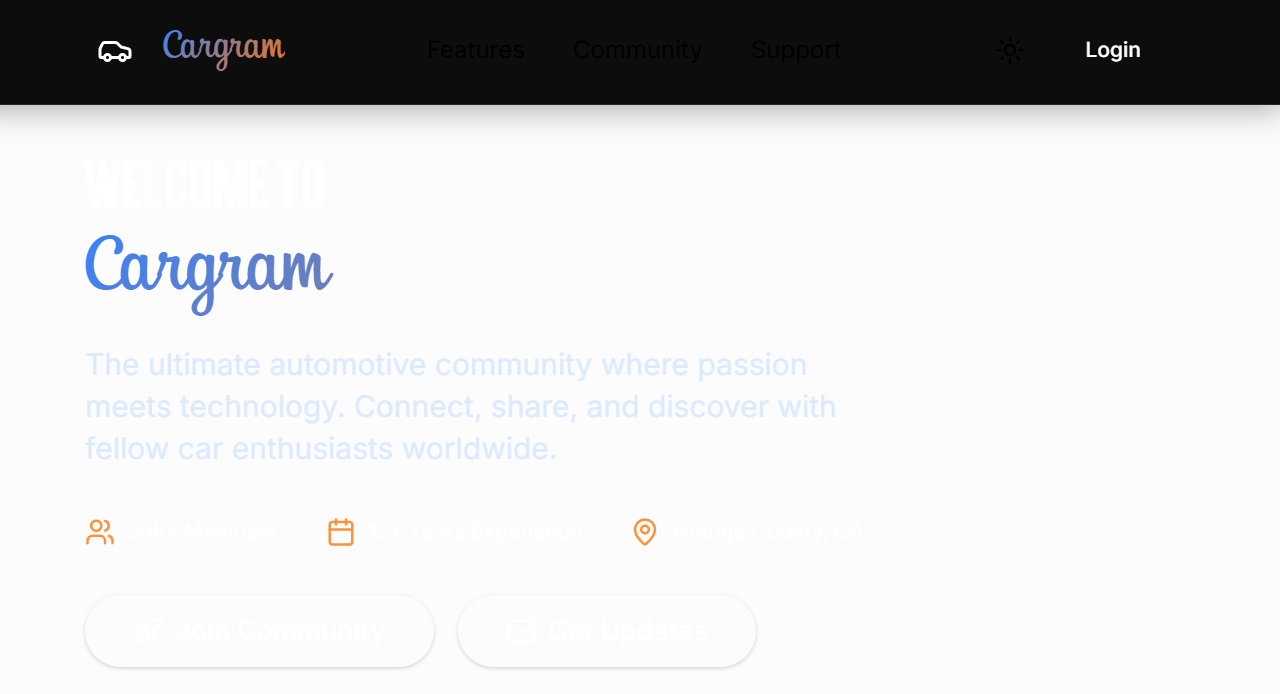 Cargram
Features
Community
Support
Login
WELCOME TO
Cargram
The ultimate automotive community where passion
meets technology. Connect, share, and discover with
fellow car enthusiasts worldwide.
50K+ Members
12+ Years Experience
Orange County, CA
Join Community
Get Updates